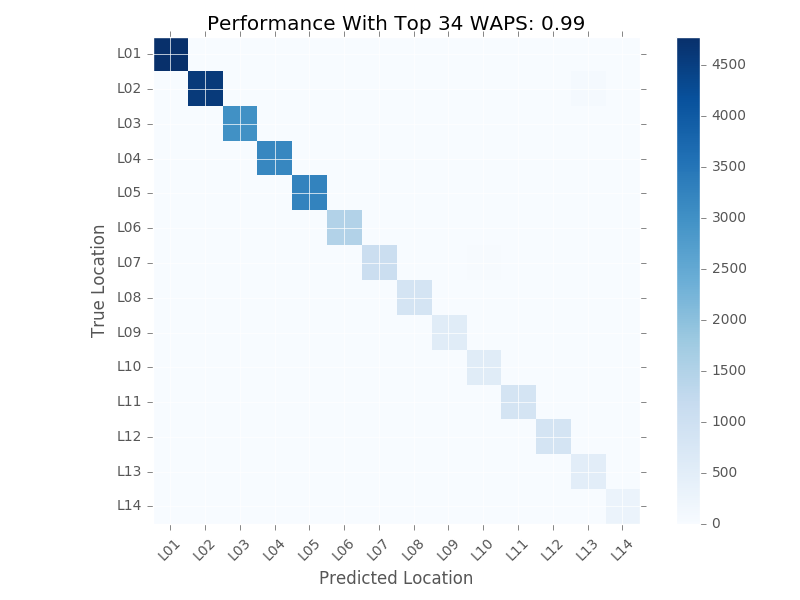 Performance With Top 34 WAPS: 0.99
True Location
L01
L02
L03
L04
L05
L06
L07
L08
L09
L10
L11
L12
L13
L14
L01 L02 L03 L04 L05 L06 L07 L08 L09 L10 L11 L12 L13 L14
Predicted Location
4500
4000
3500
3000
2500
2000
1500
1000
500
0